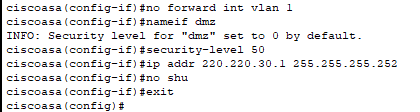 ciscoasa(config-if)#no forward int vlan 1
ciscoasa(config-if)#nameif dmz
INFO: Security level for "dmz" set to 0 by default.
ciscoasa(config-if)#security-level 50
ciscoasa(config-if)#ip addr 220.220.30.1 255.255.255.252
ciscoasa(config-if)#no shu
ciscoasa(config-if)#exit
ciscoasa(config)#